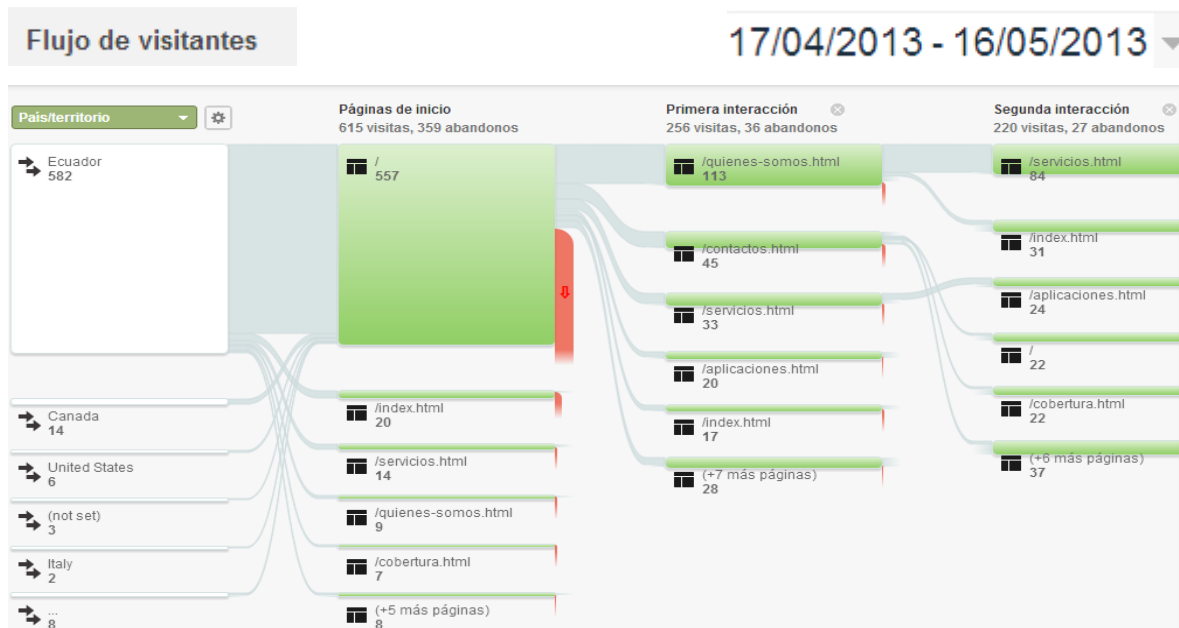 Flujo de visitantes
17/04/2013 - 16/05/2013
País/territorio
Ecuador
582
Canada
14
United States
6
(not set)
3
Italy
2
...
8
Páginas de inicio
615 visitas, 359 abandonos
/
557
/index.html
20
/servicios.html
14
/quienes-somos.html
9
/cobertura.html
7
(+5 más páginas)
8
Primera interacción
256 visitas, 36 abandonos
/quienes-somos.html
113
/contactos.html
45
/servicios.html
33
/aplicaciones.html
20
/index.html
17
(+7 más páginas)
28
Segunda interacción
220 visitas, 27 abandonos
/servicios.html
84
/index.html
31
/aplicaciones.html
24
/
22
/cobertura.html
22
(+6 más páginas)
37